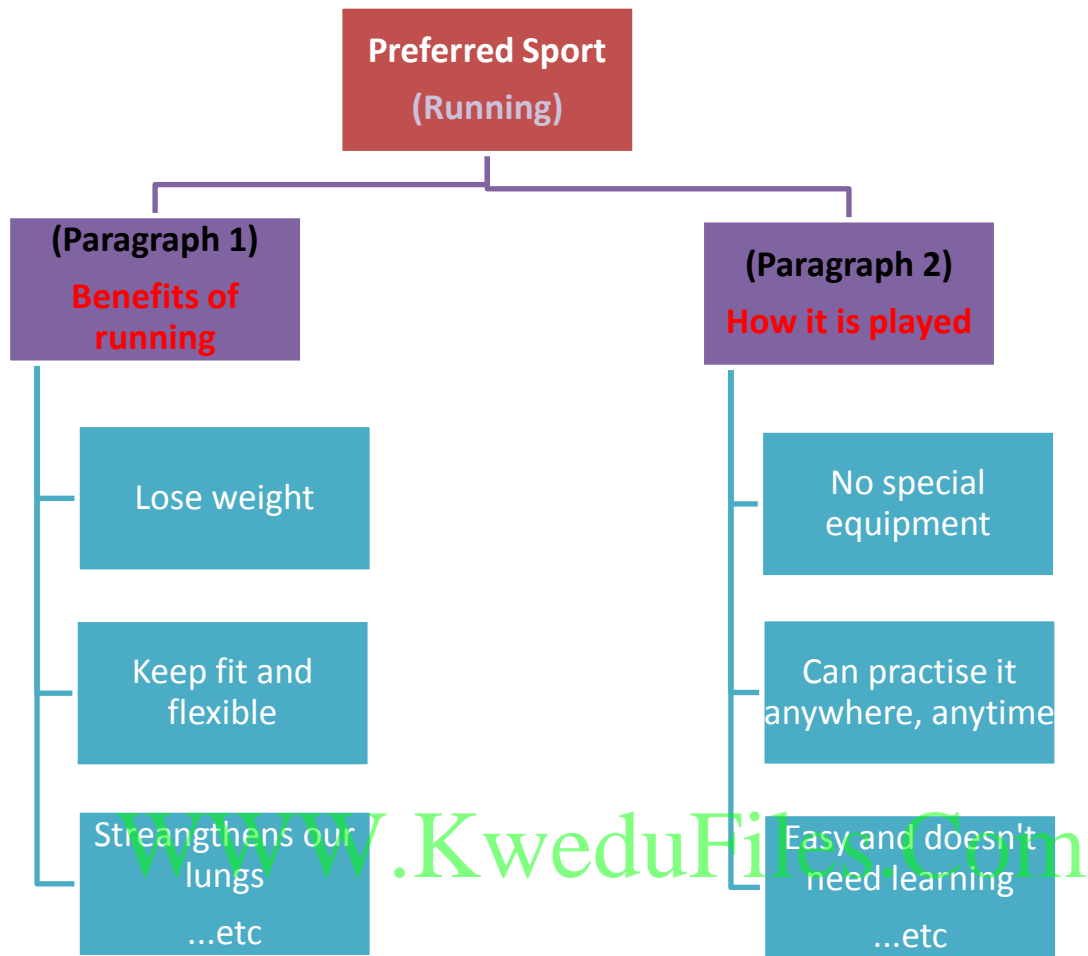 Preferred Sport
(Running)
(Paragraph 1)
Benefits of
running
Lose weight
Keep fit and
flexible
Streangthens our
lungs
...etc
(Paragraph 2)
How it is played
No special
equipment
Can practise it
anywhere, anytime
Easy and doesn't
need learning
...etc
WWW.KweduFiles.Com